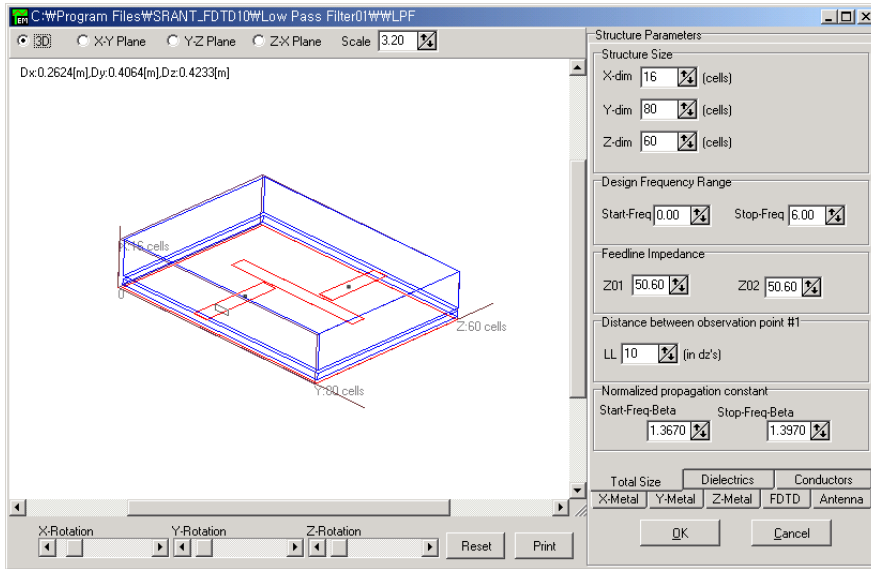 C:₩Program Files₩SRANT_FDTD10₩Low Pass Filter01₩₩LPF
3D X-Y Plane Y-Z Plane Z-X Plane Scale 3.20
Dx:0.2624[m],Dy:0.4064[m],Dz:0.4233[m]
X:16 cells
0
Z:60 cells
Y:80 cells
X-Rotation Y-Rotation Z-Rotation
Reset Print
Structure Parameters
Structure Size
X-dim 16 (cells)
Y-dim 80 (cells)
Z-dim 60 (cells)
Design Frequency Range
Start-Freq 0.00 Stop-Freq 6.00
Feedline Impedance
Z01 50.60 Z02 50.60
Distance between observation point #1
LL 10 (in dz's)
Normalized propagation constant
Start-Freq-Beta Stop-Freq-Beta
1.3670 1.3970
Total Size Dielectrics Conductors
X-Metal Y-Metal Z-Metal FDTD Antenna
OK Cancel